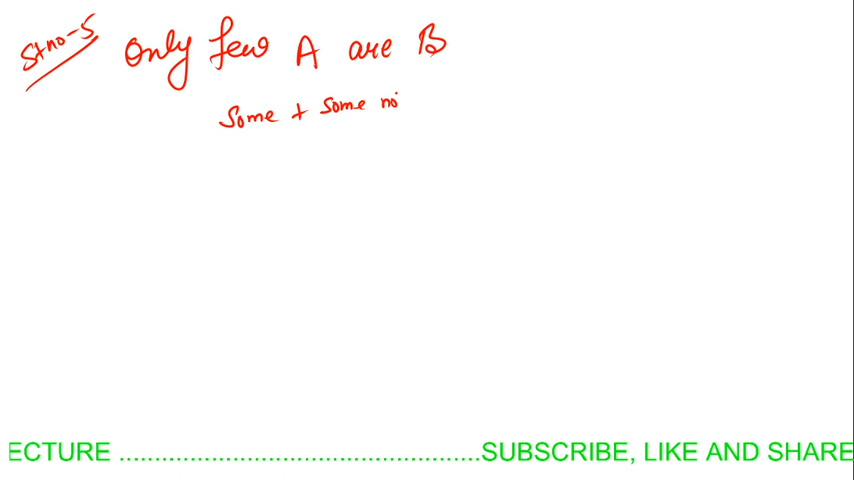 Stno-5
Only few A are B
Some + Some no
ECTURE ..................................................SUBSCRIBE, LIKE AND SHARE